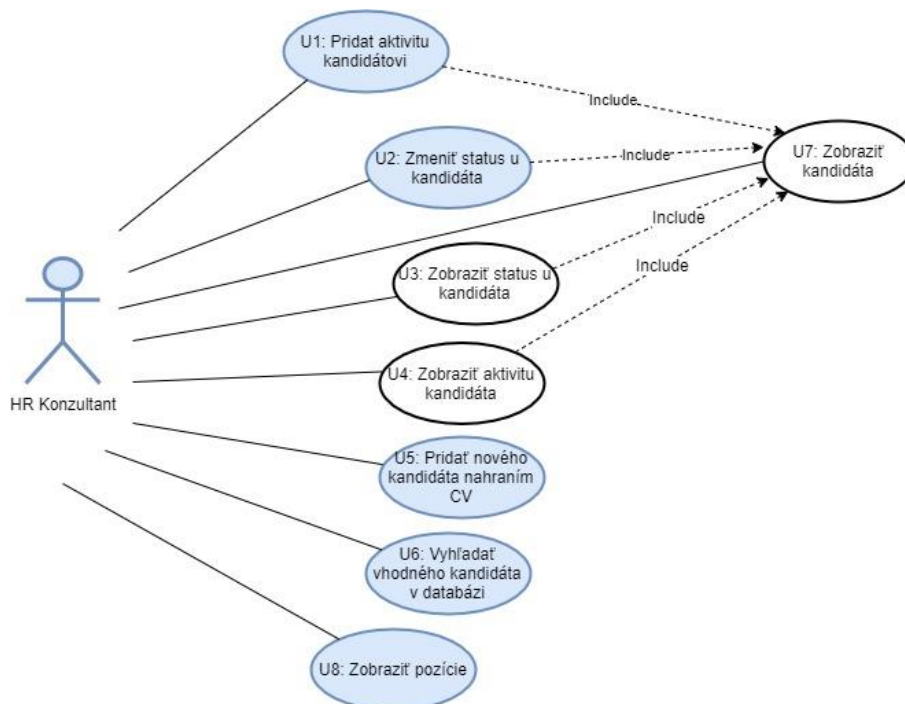 U1: Pridat aktivitu
kandidátovi
Include
U2: Zmeniť status u
kandidáta
Include
U7: Zobraziť
kandidáta
U3: Zobraziť status u
kandidáta
Include
Include
U4: Zobraziť aktivitu
kandidáta
HR Konzultant
U5: Pridať nového
kandidáta nahraním
CV
U6: Vyhľadať
vhodného kandidáta
v databázi
U8: Zobraziť pozície